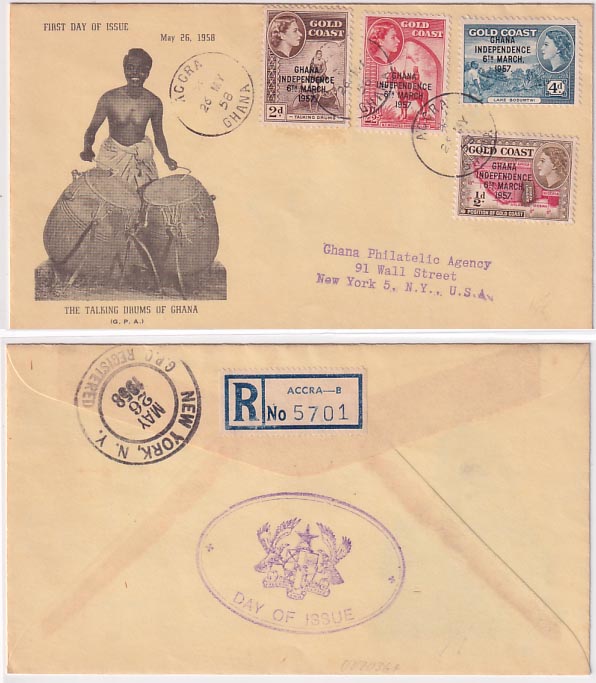 FIRST DAY OF ISSUE
May 26, 1958
ACCRA
26 MY
58
GHANA
GOLD
COAST
GHANA
INDEPENDENCE
6TH MARCH,
1957.
2d
TALKING DRUMS
GOLD COAST
GHANA
INDEPENDENCE
6TH MARCH,
1957.
GOLD COAST
GHANA
INDEPENDENCE
6TH MARCH,
1957.
4d
LAKE BOSUMTWI
ACCRA
GOLD COAST
GHANA
INDEPENDENCE
6TH MARCH,
1957.
½d
POSITION OF GOLD COAST
Ghana Philatelic Agency
91 Wall Street
New York 5, N.Y., U.S.A.
THE TALKING DRUMS OF GHANA
(G. P. A.)
G.P.O. REGISTERED
MAY
26
1958
NEW YORK, N. Y.
R
ACCRA—B
No 5701
DAY OF ISSUE